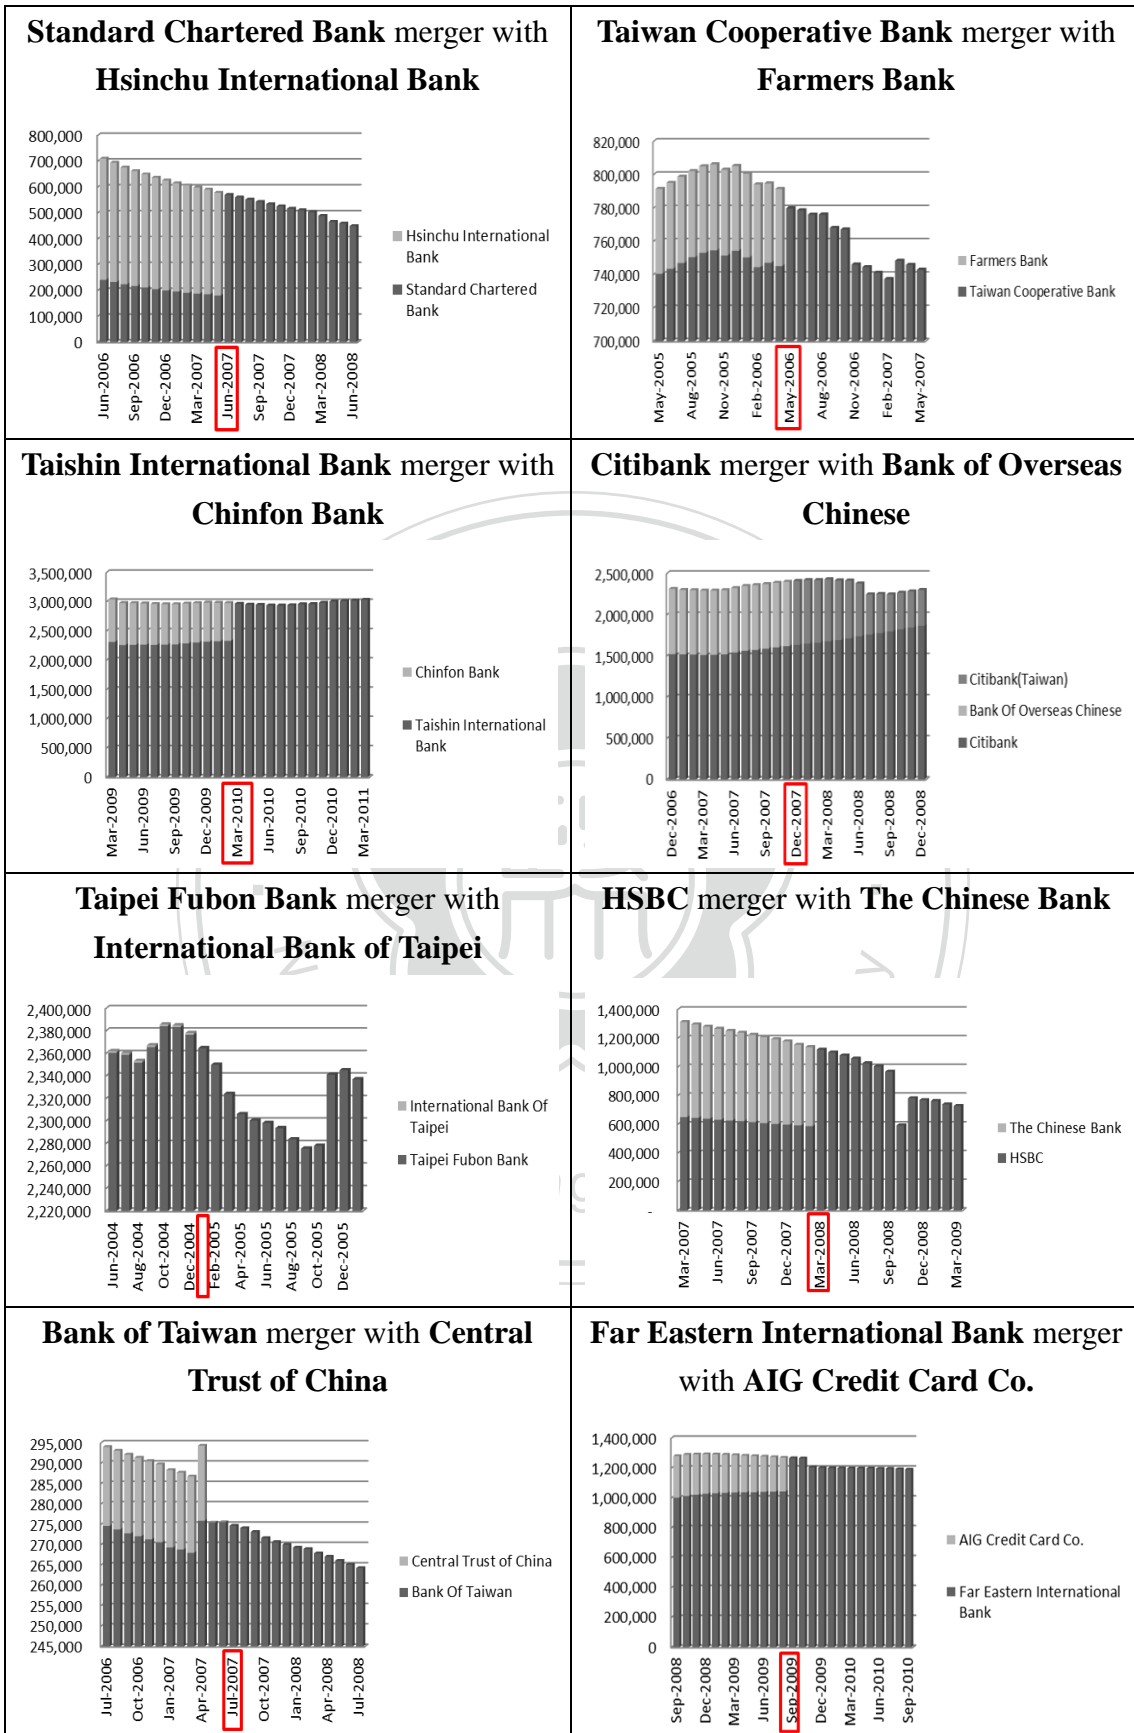 Standard Chartered Bank merger with
Hsinchu International Bank
800,000
700,000
600,000
500,000
400,000
300,000
200,000
100,000
0
Jun-2006
Sep-2006
Dec-2006
Mar-2007
Jun-2007
Sep-2007
Dec-2007
Mar-2008
Jun-2008
Hsinchu International
Bank
Standard Chartered
Bank
Taiwan Cooperative Bank merger with
Farmers Bank
820,000
800,000
780,000
760,000
740,000
720,000
700,000
May-2005
Aug-2005
Nov-2005
Feb-2006
May-2006
Aug-2006
Nov-2006
Feb-2007
May-2007
Farmers Bank
Taiwan Cooperative Bank
Taishin International Bank merger with
Chinfon Bank
3,500,000
3,000,000
2,500,000
2,000,000
1,500,000
1,000,000
500,000
0
Mar-2009
Jun-2009
Sep-2009
Dec-2009
Mar-2010
Jun-2010
Sep-2010
Dec-2010
Mar-2011
Chinfon Bank
Taishin International
Bank
Citibank merger with Bank of Overseas
Chinese
2,500,000
2,000,000
1,500,000
1,000,000
500,000
0
Dec-2006
Mar-2007
Jun-2007
Sep-2007
Dec-2007
Mar-2008
Jun-2008
Sep-2008
Dec-2008
Citibank(Taiwan)
Bank Of Overseas Chinese
Citibank
Taipei Fubon Bank merger with
International Bank of Taipei
2,400,000
2,380,000
2,360,000
2,340,000
2,320,000
2,300,000
2,280,000
2,260,000
2,240,000
2,220,000
Jun-2004
Aug-2004
Oct-2004
Dec-2004
Feb-2005
Apr-2005
Jun-2005
Aug-2005
Oct-2005
Dec-2005
International Bank Of
Taipei
Taipei Fubon Bank
HSBC merger with The Chinese Bank
1,400,000
1,200,000
1,000,000
800,000
600,000
400,000
200,000
-
Mar-2007
Jun-2007
Sep-2007
Dec-2007
Mar-2008
Jun-2008
Sep-2008
Dec-2008
Mar-2009
The Chinese Bank
HSBC
Bank of Taiwan merger with Central
Trust of China
295,000
290,000
285,000
280,000
275,000
270,000
265,000
260,000
255,000
250,000
245,000
Jul-2006
Oct-2006
Jan-2007
Apr-2007
Jul-2007
Oct-2007
Jan-2008
Apr-2008
Jul-2008
Central Trust of China
Bank Of Taiwan
Far Eastern International Bank merger
with AIG Credit Card Co.
1,400,000
1,200,000
1,000,000
800,000
600,000
400,000
200,000
0
Sep-2008
Dec-2008
Mar-2009
Jun-2009
Sep-2009
Dec-2009
Mar-2010
Jun-2010
Sep-2010
AIG Credit Card Co.
Far Eastern International
Bank